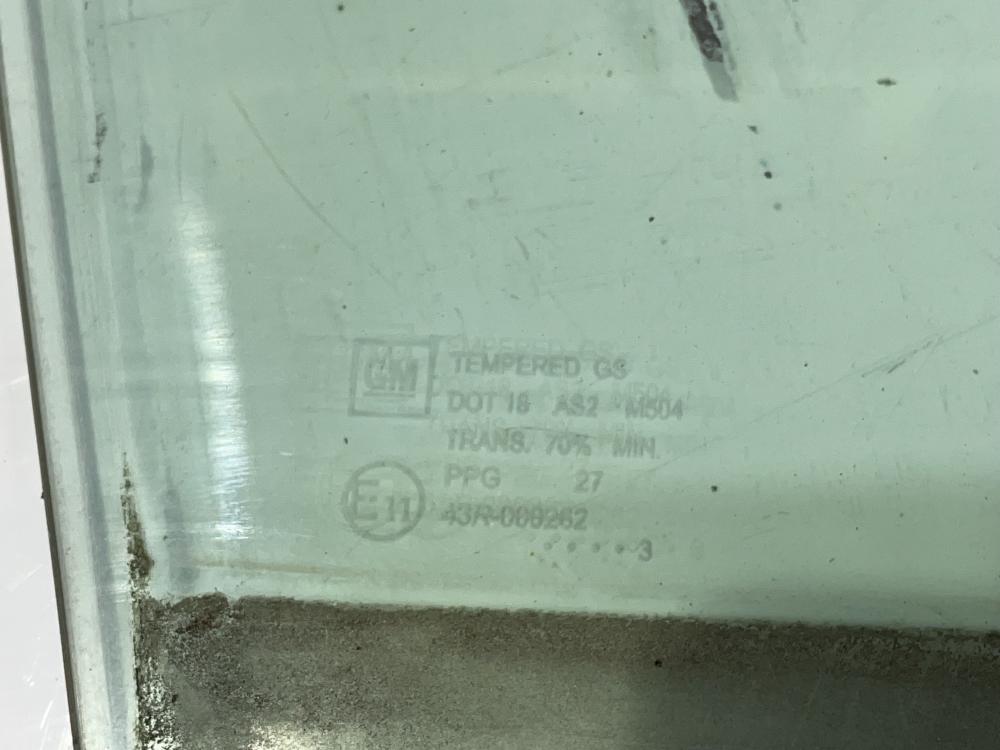 GM
TEMPERED GS
DOT 18 AS2 M504
TRANS. 70% MIN.
PPG 27
E11
43R-009262
.....3